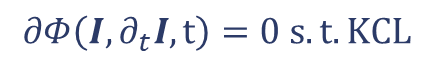 ∂Φ(𝑰, ∂ₜ𝑰, t) = 0 s. t. KCL